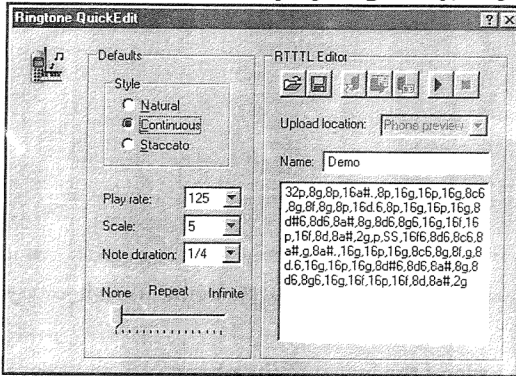 Ringtone QuickEdit
Defaults
Style
Natural
Continuous
Staccato
Play rate: 125
Scale: 5
Note duration: 1/4
None Repeat Infinite
RTTTL Editor
Upload location: Phone preview
Name: Demo
32p,8g,8p,16a#.,8p,16g,16p,16g,8c6
,8g,8f,8g,8p,16d.6,8p,16g,16p,16g,8
d#6,8d6,8a#,8g,8d6,8g6,16g,16f,16
p,16f,8d,8a#,2g,p,SS,16f6,8d6,8c6,8
a#,g,8a#.,16g,16p,16g,8c6,8g,8f,g,8
d.6,16g,16p,16g,8d#6,8d6,8a#,8g,8
d6,8g6,16g,16f,16p,16f,8d,8a#,2g